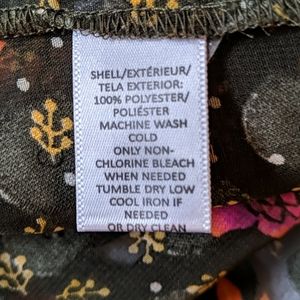 SHELL/EXTÉRIEUR/
TELA EXTERIOR:
100% POLYESTER/
POLIÉSTER
MACHINE WASH
COLD
ONLY NON-
CHLORINE BLEACH
WHEN NEEDED
TUMBLE DRY LOW
COOL IRON IF
NEEDED
OR DRY CLEAN